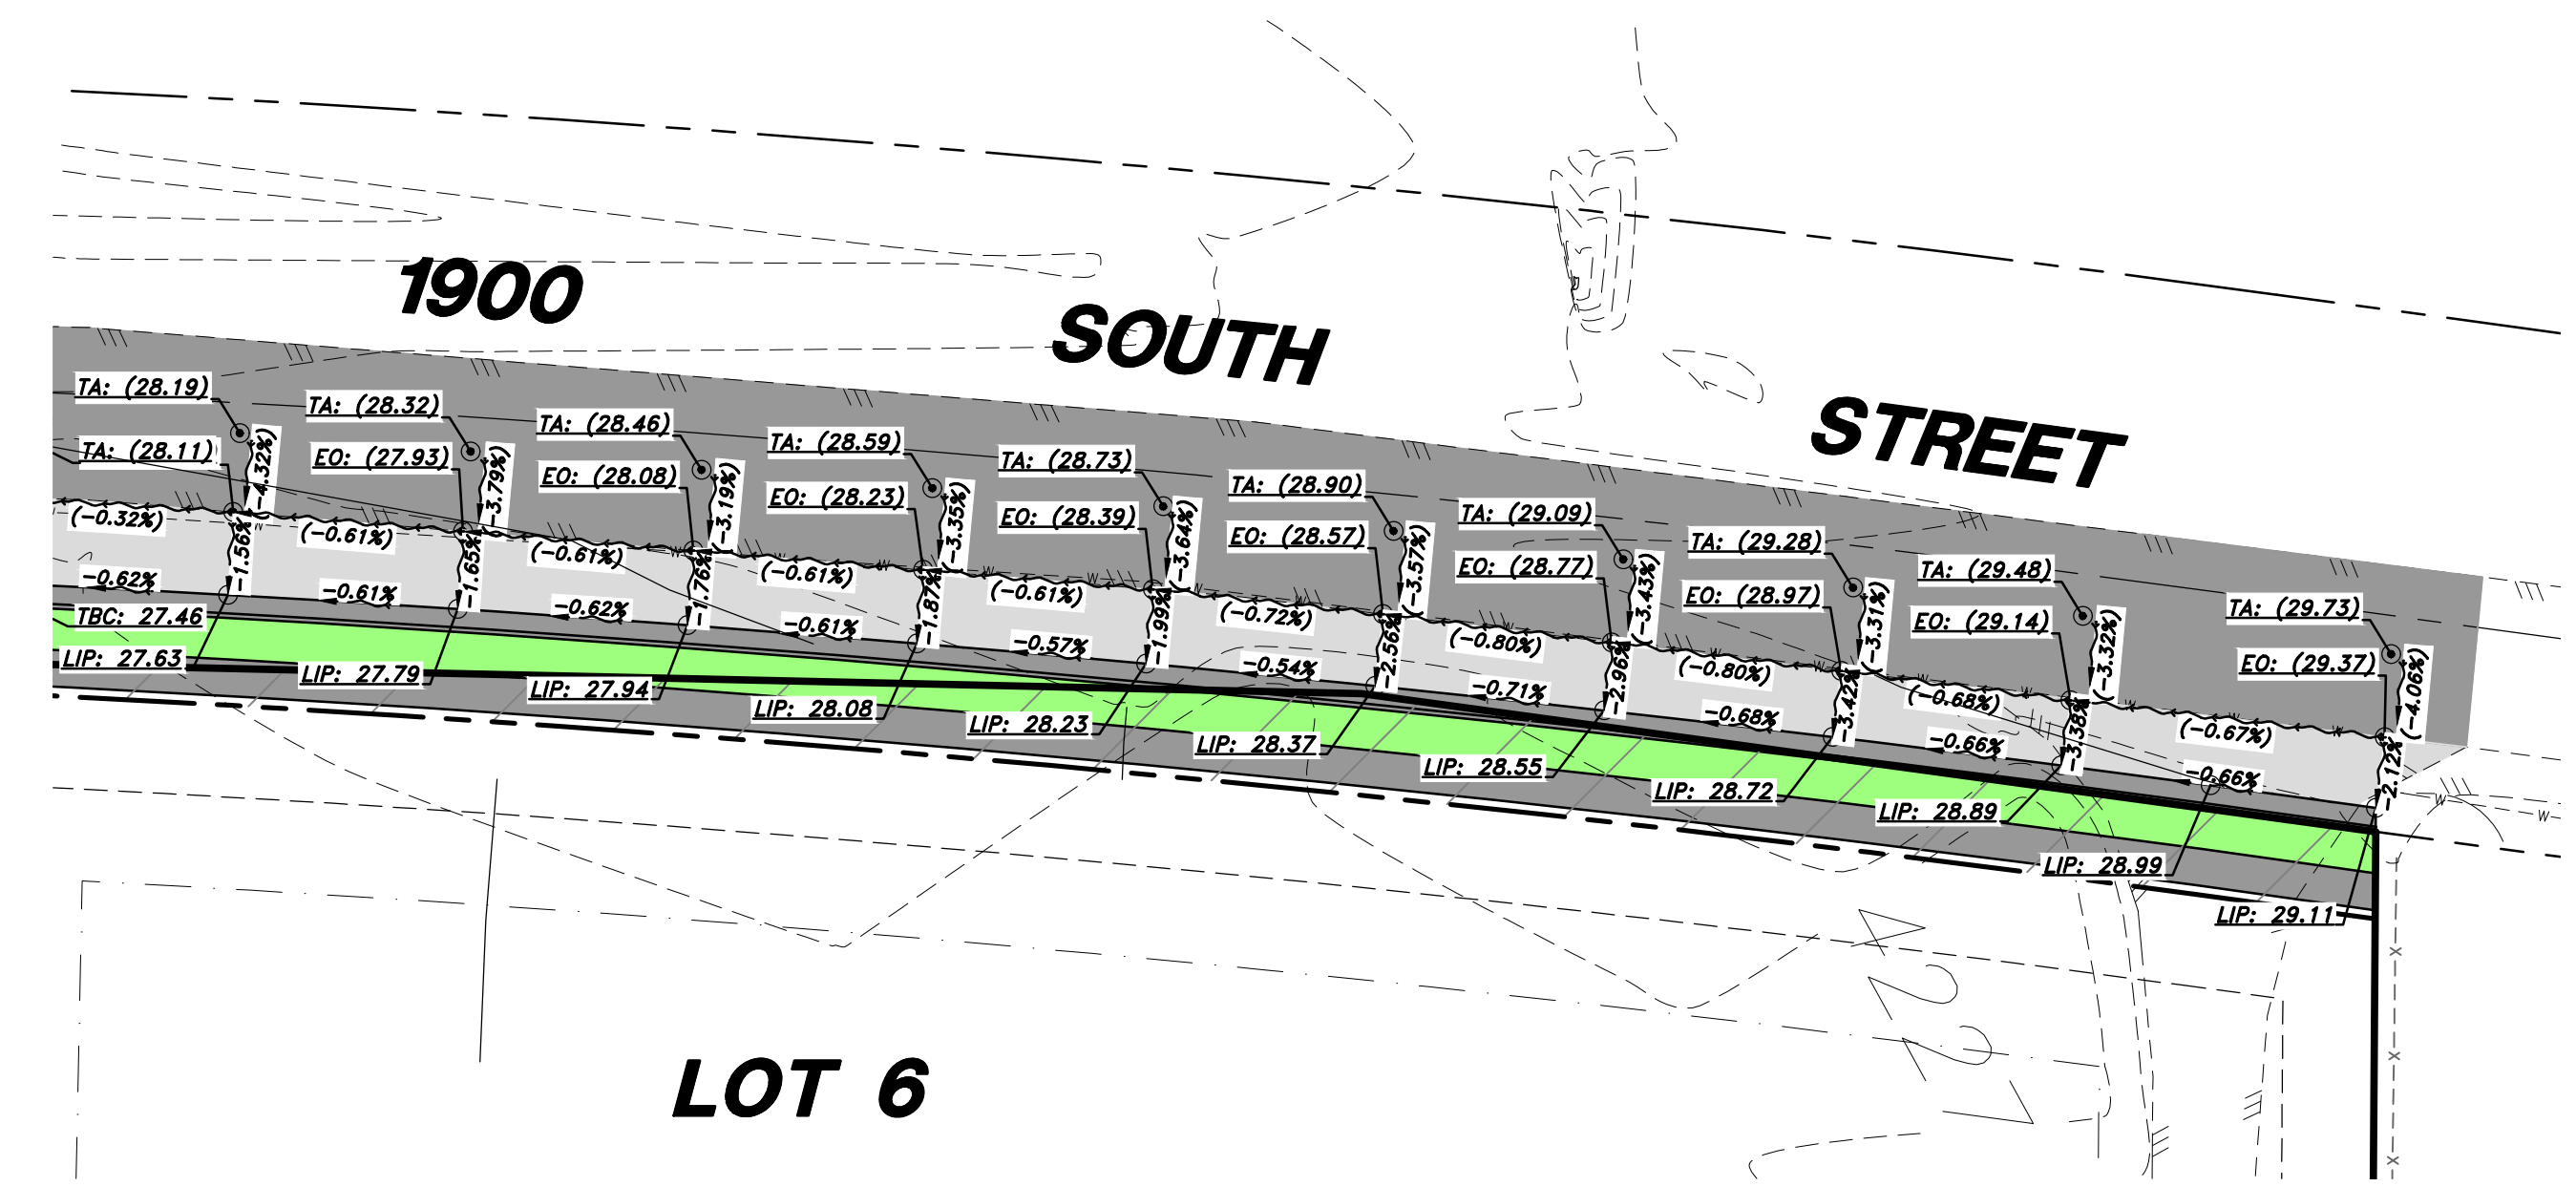 1900 SOUTH STREET
TA: (28.19)
TA: (28.32)
TA: (28.46)
TA: (28.59)
TA: (28.73)
TA: (28.90)
TA: (29.09)
TA: (29.28)
TA: (29.48)
TA: (29.73)
TA: (28.11)
EO: (27.93)
EO: (28.08)
EO: (28.23)
EO: (28.39)
EO: (28.57)
EO: (28.77)
EO: (28.97)
EO: (29.14)
EO: (29.37)
(-4.32%)
(-3.79%)
(-3.19%)
(-3.35%)
(-3.64%)
(-3.57%)
(-3.43%)
(-3.31%)
(-3.32%)
(-4.06%)
(-0.32%)
(-0.61%)
(-0.61%)
(-0.61%)
(-0.61%)
(-0.72%)
(-0.80%)
(-0.80%)
(-0.68%)
(-0.67%)
-1.56%
-1.65%
-1.76%
-1.87%
-1.99%
-2.56%
-2.96%
-3.42%
-3.38%
-2.12%
-0.62%
-0.61%
-0.62%
-0.61%
-0.57%
-0.54%
-0.71%
-0.68%
-0.66%
-0.66%
TBC: 27.46
LIP: 27.63
LIP: 27.79
LIP: 27.94
LIP: 28.08
LIP: 28.23
LIP: 28.37
LIP: 28.55
LIP: 28.72
LIP: 28.89
LIP: 28.99
LIP: 29.11
4227
LOT 6